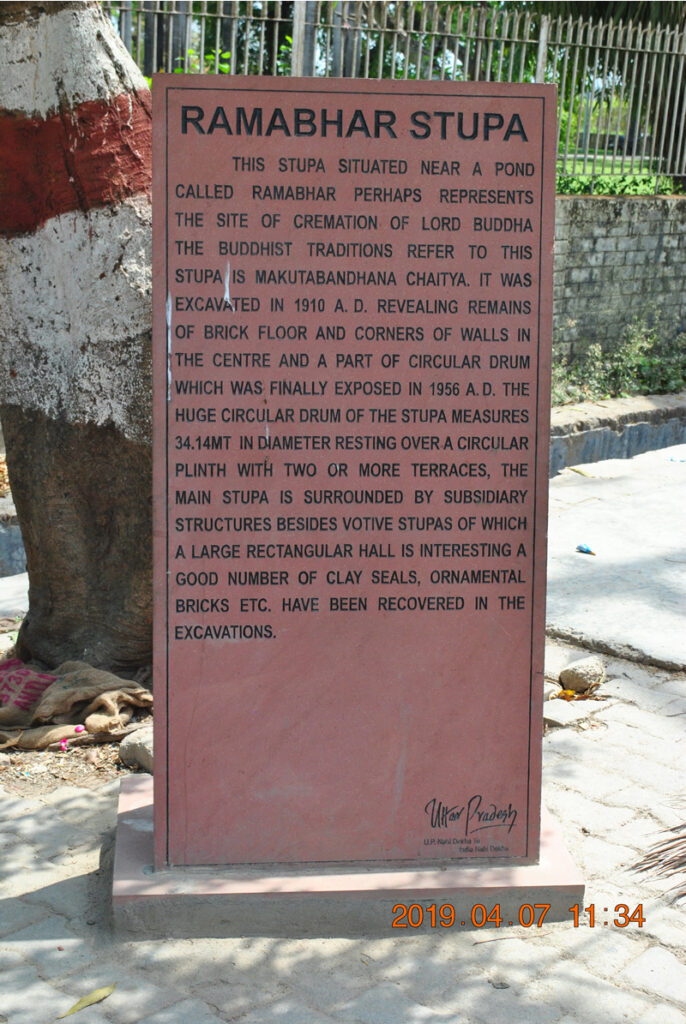 RAMABHAR STUPA
THIS STUPA SITUATED NEAR A POND
CALLED RAMABHAR PERHAPS REPRESENTS
THE SITE OF CREMATION OF LORD BUDDHA
THE BUDDHIST TRADITIONS REFER TO THIS
STUPA IS MAKUTABANDHANA CHAITYA. IT WAS
EXCAVATED IN 1910 A. D. REVEALING REMAINS
OF BRICK FLOOR AND CORNERS OF WALLS IN
THE CENTRE AND A PART OF CIRCULAR DRUM
WHICH WAS FINALLY EXPOSED IN 1956 A. D. THE
HUGE CIRCULAR DRUM OF THE STUPA MEASURES
34.14MT IN DIAMETER RESTING OVER A CIRCULAR
PLINTH WITH TWO OR MORE TERRACES, THE
MAIN STUPA IS SURROUNDED BY SUBSIDIARY
STRUCTURES BESIDES VOTIVE STUPAS OF WHICH
A LARGE RECTANGULAR HALL IS INTERESTING A
GOOD NUMBER OF CLAY SEALS, ORNAMENTAL
BRICKS ETC. HAVE BEEN RECOVERED IN THE
EXCAVATIONS.
Uttar Pradesh
U.P. Nahi Dekha To
India Nahi Dekha
2019.04.07 11:34